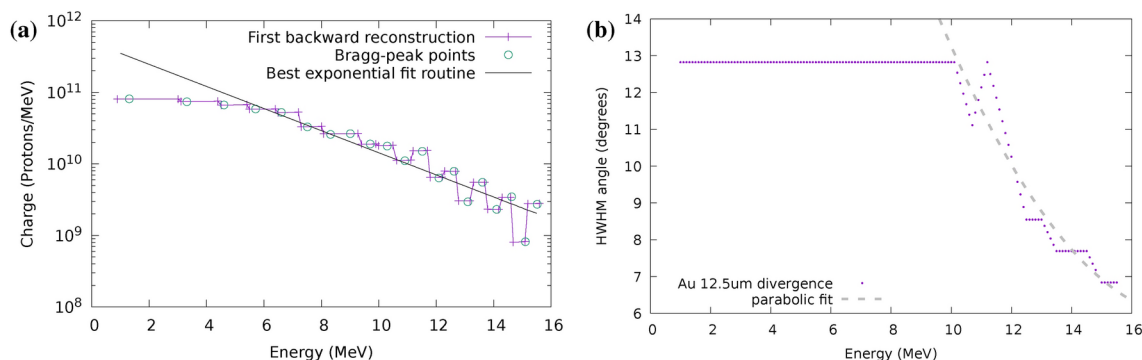 (a)
10^12
10^11
10^10
10^9
10^8
Charge (Protons/MeV)
First backward reconstruction
Bragg-peak points
Best exponential fit routine
0 2 4 6 8 10 12 14 16
Energy (MeV)
(b)
14
13
12
11
10
9
8
7
6
HWHM angle (degrees)
Au 12.5um divergence
parabolic fit
0 2 4 6 8 10 12 14 16
Energy (MeV)